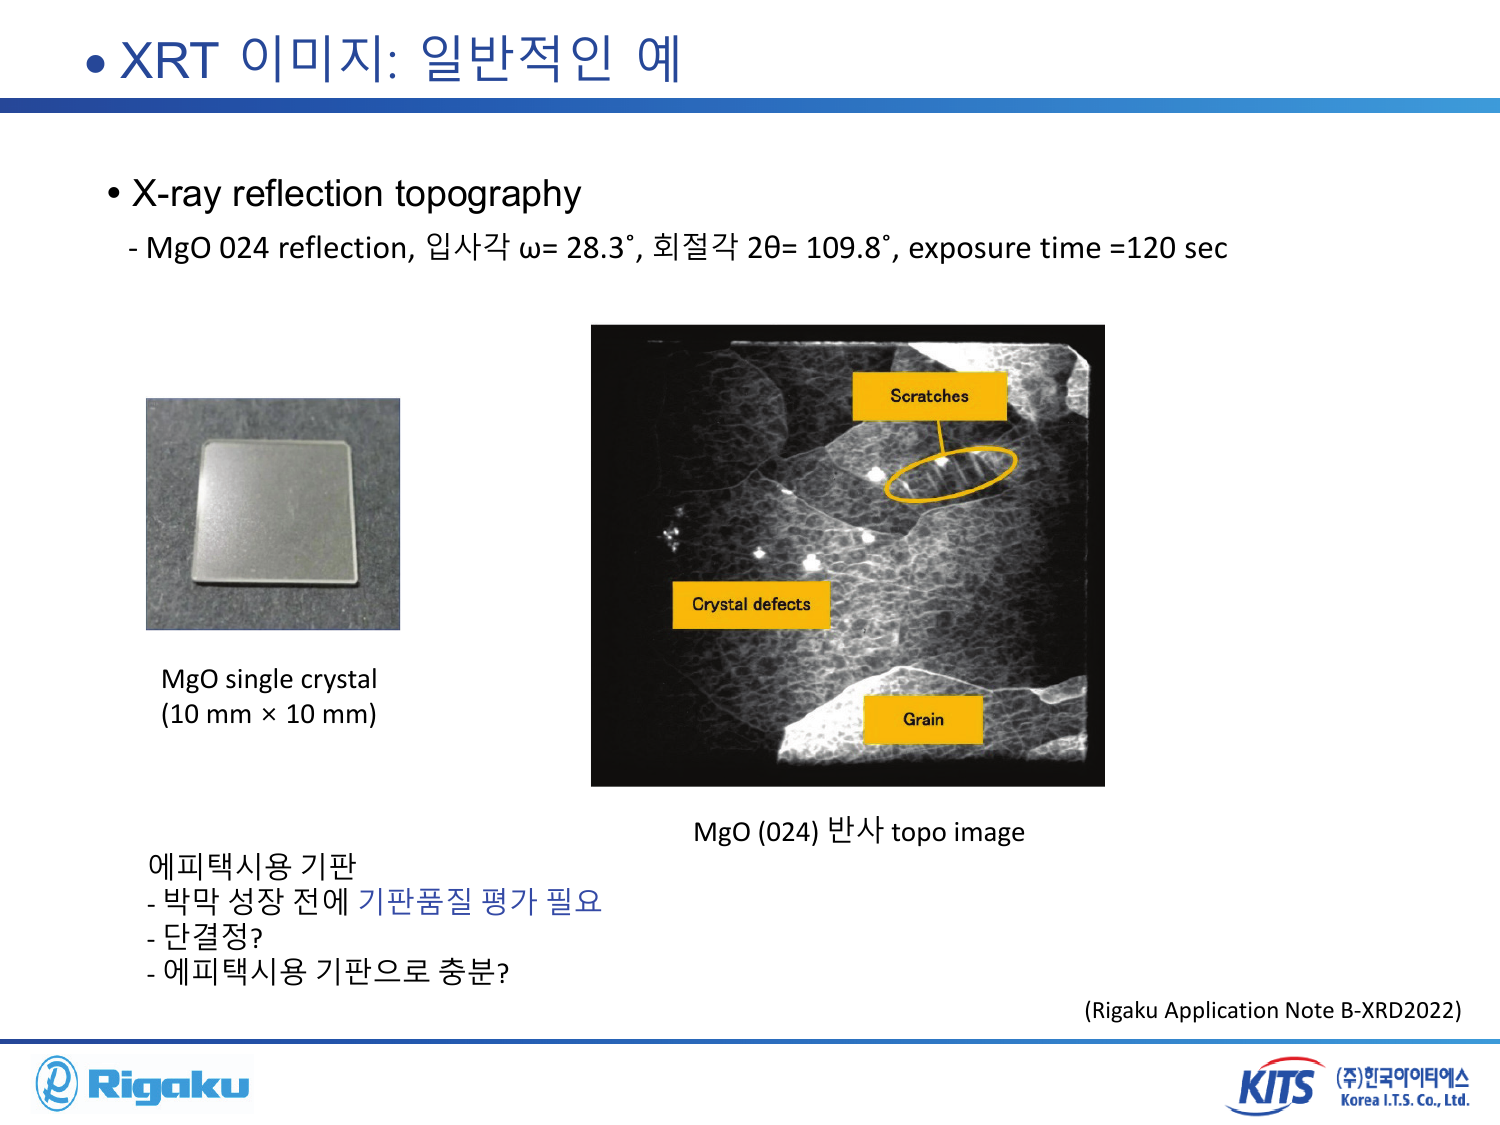 • XRT 이미지: 일반적인 예
• X-ray reflection topography
- MgO 024 reflection, 입사각 ω= 28.3˚, 회절각 2θ= 109.8˚, exposure time =120 sec
Scratches
Crystal defects
Grain
MgO single crystal
(10 mm × 10 mm)
MgO (024) 반사 topo image
에피택시용 기판
- 박막 성장 전에 기판품질 평가 필요
- 단결정?
- 에피택시용 기판으로 충분?
(Rigaku Application Note B-XRD2022)
Rigaku
KITS
(주)한국아이티에스
Korea I.T.S. Co., Ltd.